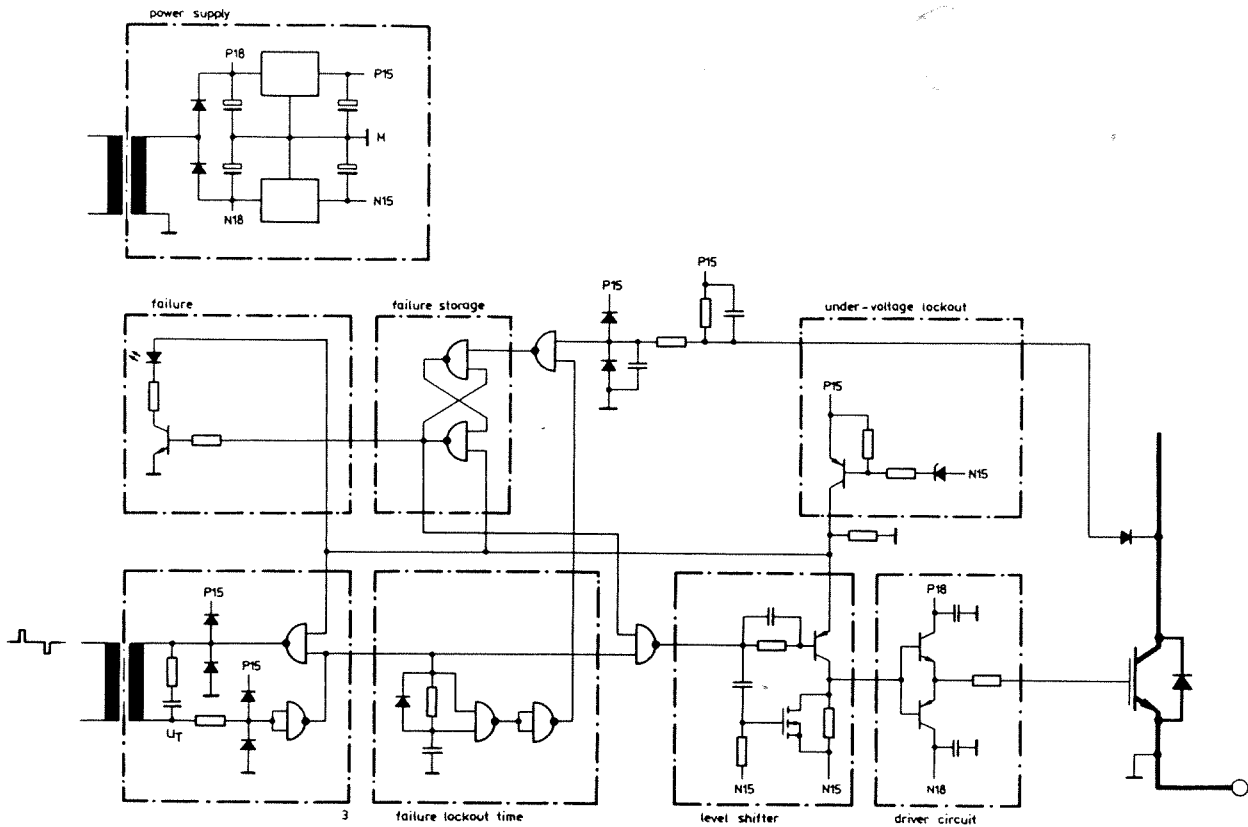 power supply
P18
P15
M
N15
N18
P15
P15
failure
failure storage
under-voltage lockout
P15
N15
P15
P15
P18
U_T
N15
N15
N18
3
failure lockout time
level shifter
driver circuit